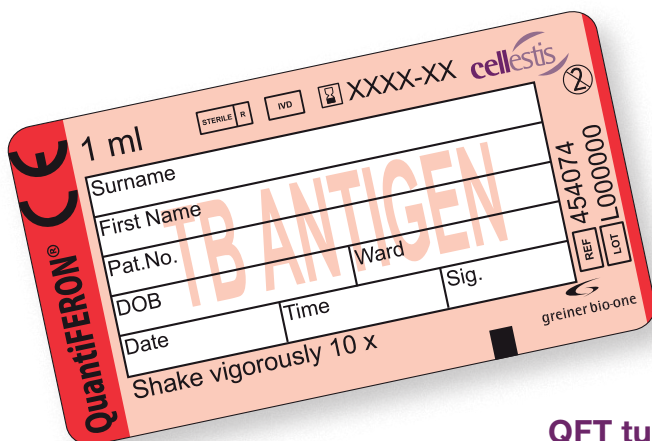 QuantiFERON®
CE
1 ml
STERILE R
IVD
XXXX-XX
cellestis
2
TB ANTIGEN
Surname
First Name
Pat.No.
Ward
DOB
Date
Time
Sig.
Shake vigorously 10 x
REF 454074
LOT L000000
greiner bio-one
QFT tu